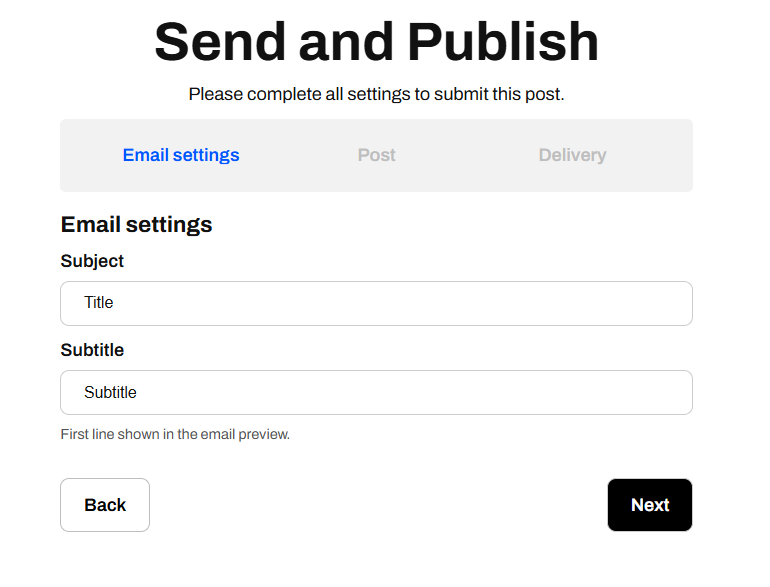 Send and Publish
Please complete all settings to submit this post.
Email settings Post Delivery
Email settings
Subject
Title
Subtitle
Subtitle
First line shown in the email preview.
Back Next